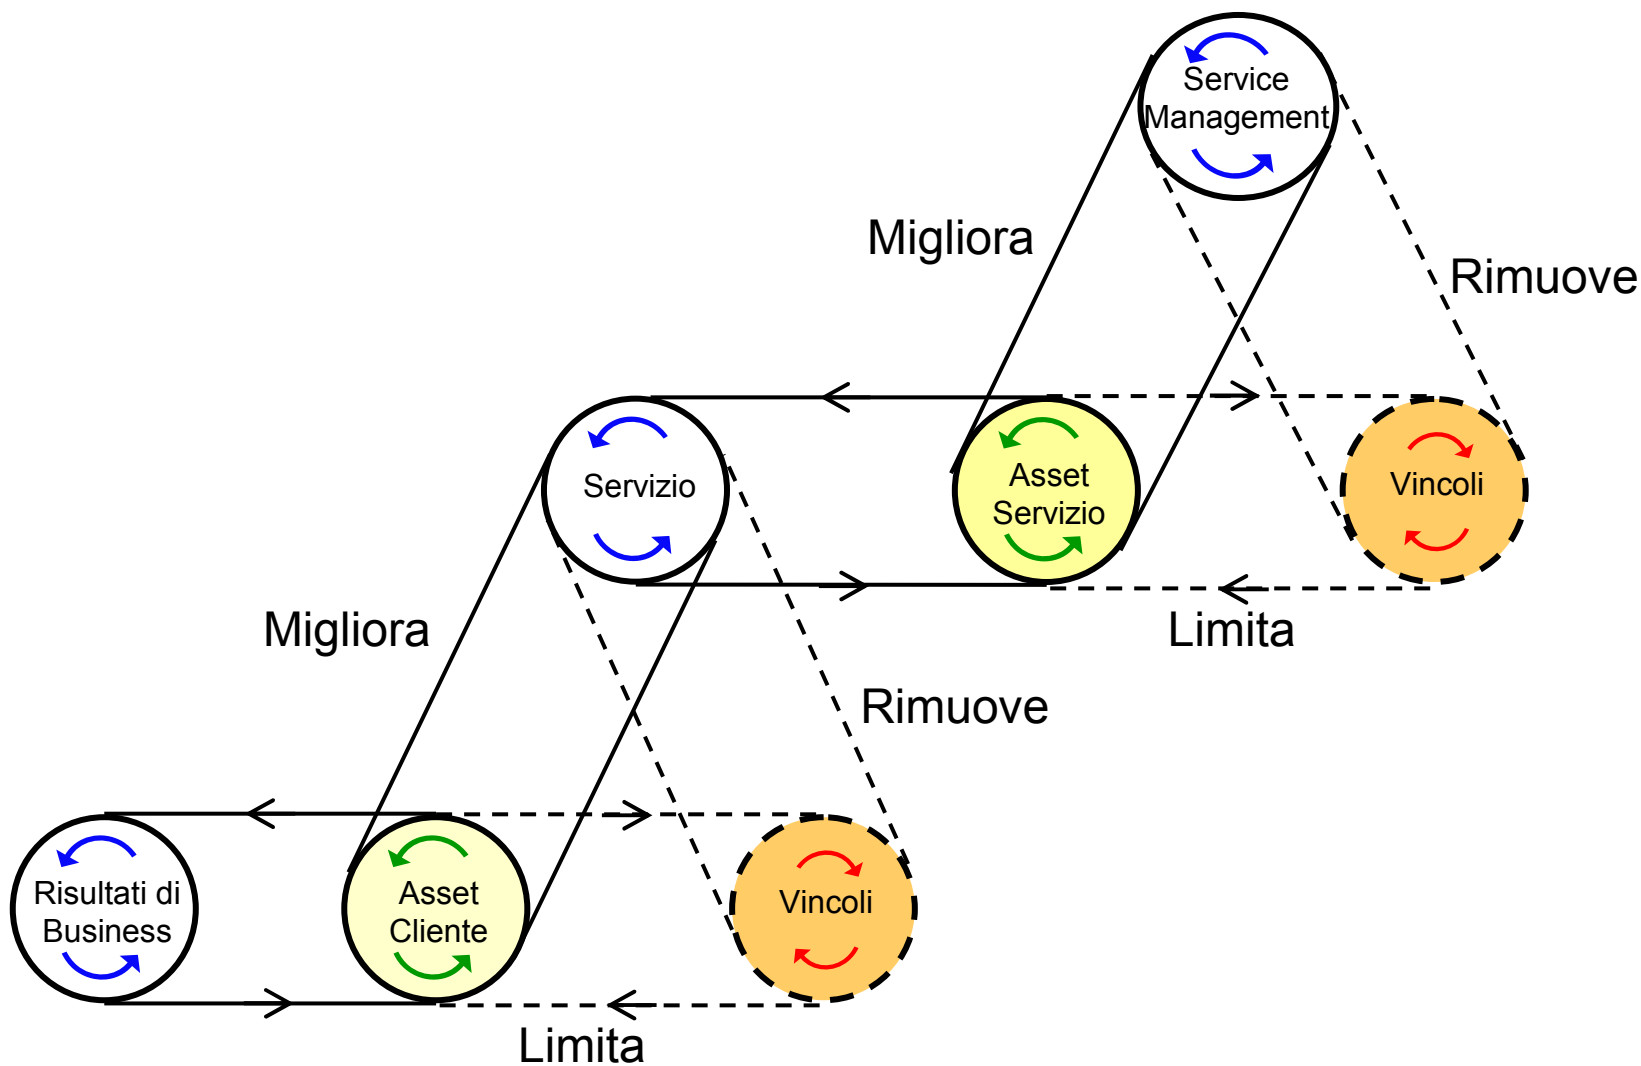 Service
Management
Migliora
Rimuove
Servizio
Asset
Servizio
Vincoli
Migliora
Limita
Rimuove
Risultati di
Business
Asset
Cliente
Vincoli
Limita